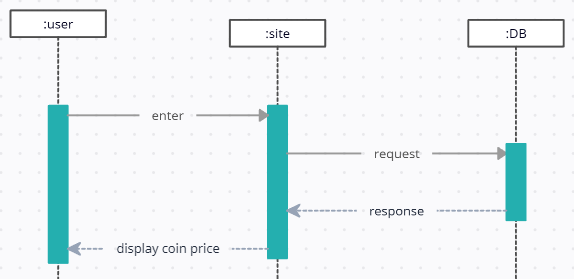 :user
:site
:DB
enter
request
response
display coin price